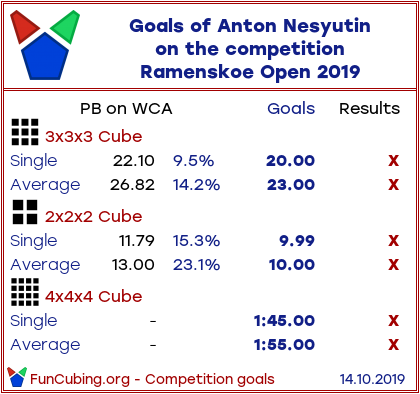 Goals of Anton Nesyutin
on the competition
Ramenskoe Open 2019
PB on WCA Goals Results
3x3x3 Cube
Single 22.10 9.5% 20.00 X
Average 26.82 14.2% 23.00 X
2x2x2 Cube
Single 11.79 15.3% 9.99 X
Average 13.00 23.1% 10.00 X
4x4x4 Cube
Single - 1:45.00 X
Average - 1:55.00 X
FunCubing.org - Competition goals 14.10.2019